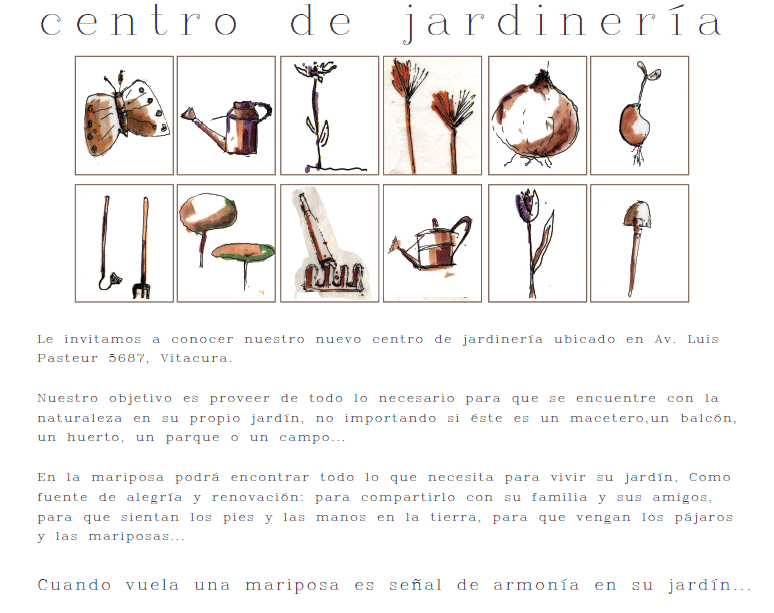 centro de jardinería
Le invitamos a conocer nuestro nuevo centro de jardinería ubicado en Av. Luis
Pasteur 5687, Vitacura.
Nuestro objetivo es proveer de todo lo necesario para que se encuentre con la
naturaleza en su propio jardín, no importando si éste es un macetero,un balcón,
un huerto, un parque o un campo...
En la mariposa podrá encontrar todo lo que necesita para vivir su jardín, Como
fuente de alegría y renovación: para compartirlo con su familia y sus amigos,
para que sientan los pies y las manos en la tierra, para que vengan los pájaros
y las mariposas...
Cuando vuela una mariposa es señal de armonía en su jardín...